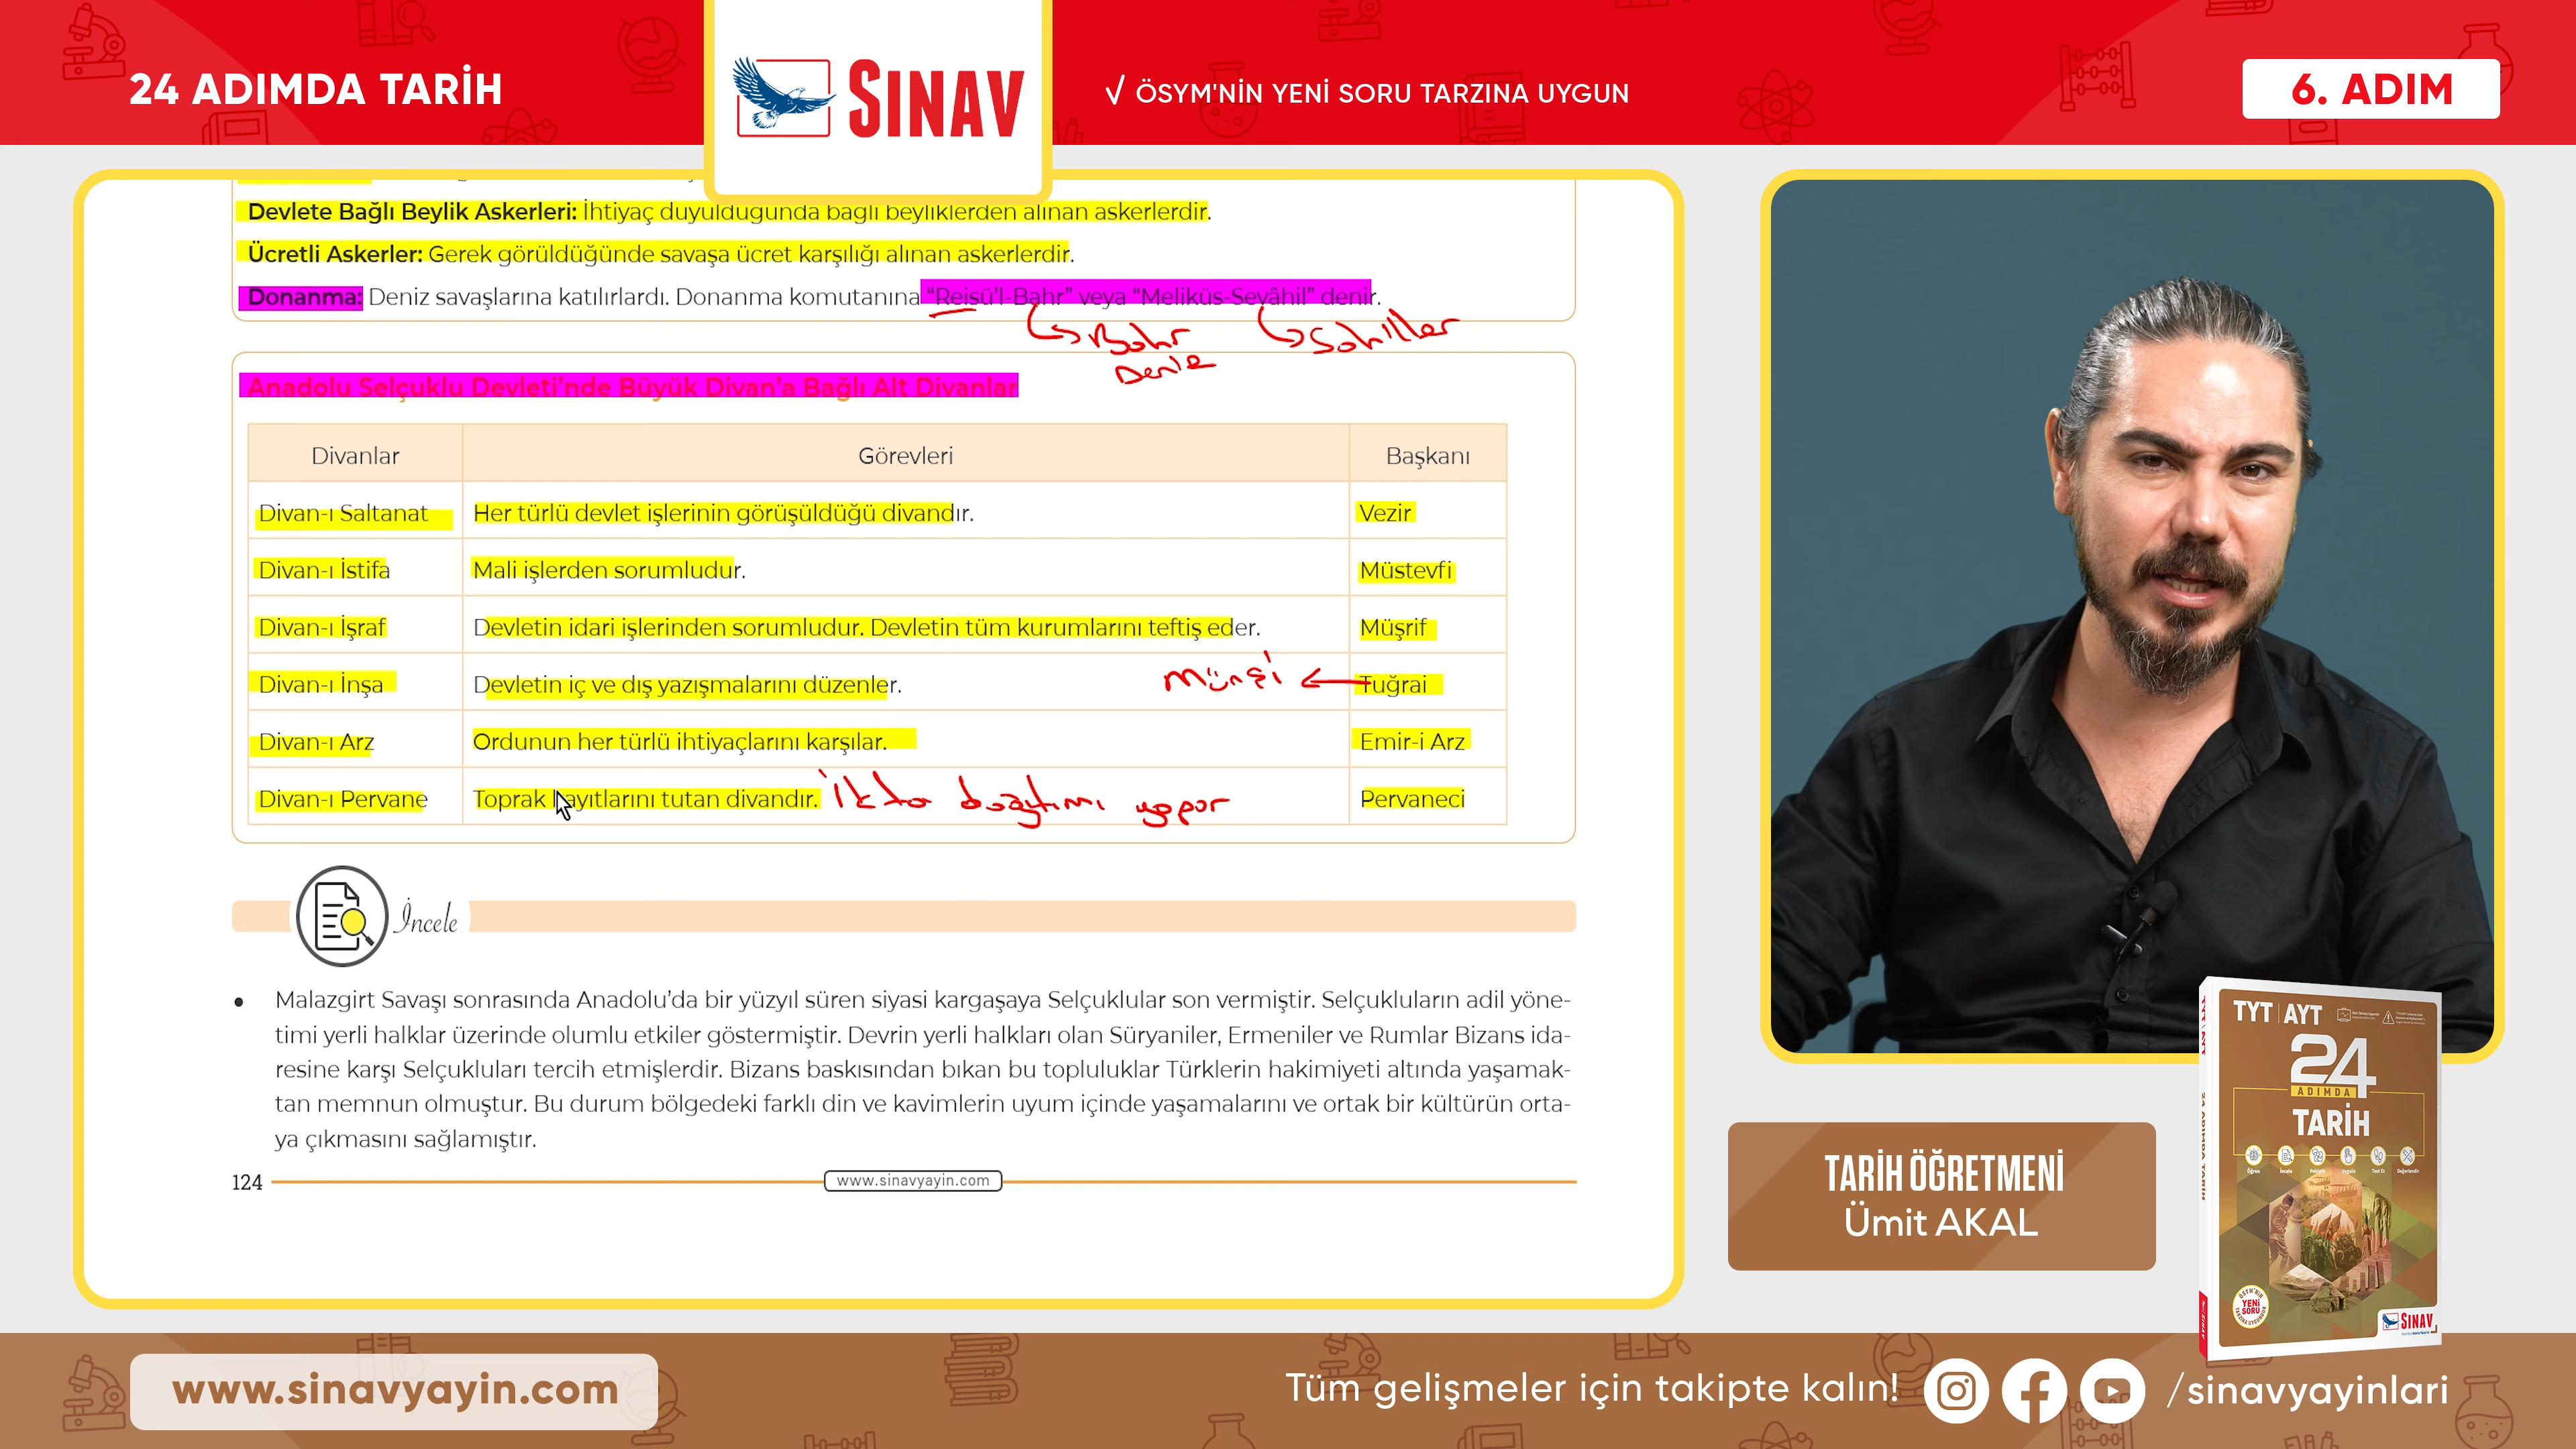 24 ADIMDA TARİH
SINAV
√ ÖSYM'NİN YENİ SORU TARZINA UYGUN
6. ADIM
Devlete Bağlı Beylik Askerleri: İhtiyaç duyulduğunda bağlı beyliklerden alınan askerlerdir.
Ücretli Askerler: Gerek görüldüğünde savaşa ücret karşılığı alınan askerlerdir.
Donanma: Deniz savaşlarına katılırlardı. Donanma komutanına "Reisü'l-Bahr" veya "Meliküs-Sevâhil" denir.
Bahr
Deniz
Sahiller
Anadolu Selçuklu Devleti'nde Büyük Divan'a Bağlı Alt Divanlar
Divanlar Görevleri Başkanı
Divan-ı Saltanat Her türlü devlet işlerinin görüşüldüğü divandır. Vezir
Divan-ı İstifa Mali işlerden sorumludur. Müstevfi
Divan-ı İşraf Devletin idari işlerinden sorumludur. Devletin tüm kurumlarını teftiş eder. Müşrif
Divan-ı İnşa Devletin iç ve dış yazışmalarını düzenler. Münşi Tuğrai
Divan-ı Arz Ordunun her türlü ihtiyaçlarını karşılar. Emir-i Arz
Divan-ı Pervane Toprak kayıtlarını tutan divandır. İkta dağıtımı yapar Pervaneci
İncele
• Malazgirt Savaşı sonrasında Anadolu'da bir yüzyıl süren siyasi kargaşaya Selçuklular son vermiştir. Selçukluların adil yöne-
timi yerli halklar üzerinde olumlu etkiler göstermiştir. Devrin yerli halkları olan Süryaniler, Ermeniler ve Rumlar Bizans ida-
resine karşı Selçukluları tercih etmişlerdir. Bizans baskısından bıkan bu topluluklar Türklerin hakimiyeti altında yaşamak-
tan memnun olmuştur. Bu durum bölgedeki farklı din ve kavimlerin uyum içinde yaşamalarını ve ortak bir kültürün orta-
ya çıkmasını sağlamıştır.
124
www.sinavyayin.com
TARİH ÖĞRETMENİ
Ümit AKAL
TYT | AYT
24
ADIMDA
TARİH
ÖSYM'NİN
YENİ
SORU
SINAV
www.sinavyayin.com
Tüm gelişmeler için takipte kalın!
/sinavyayinlari